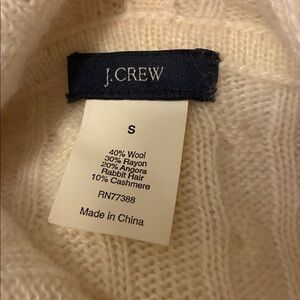 J.CREW
S
40% Wool
30% Rayon
20% Angora
Rabbit Hair
10% Cashmere
RN77388
Made in China